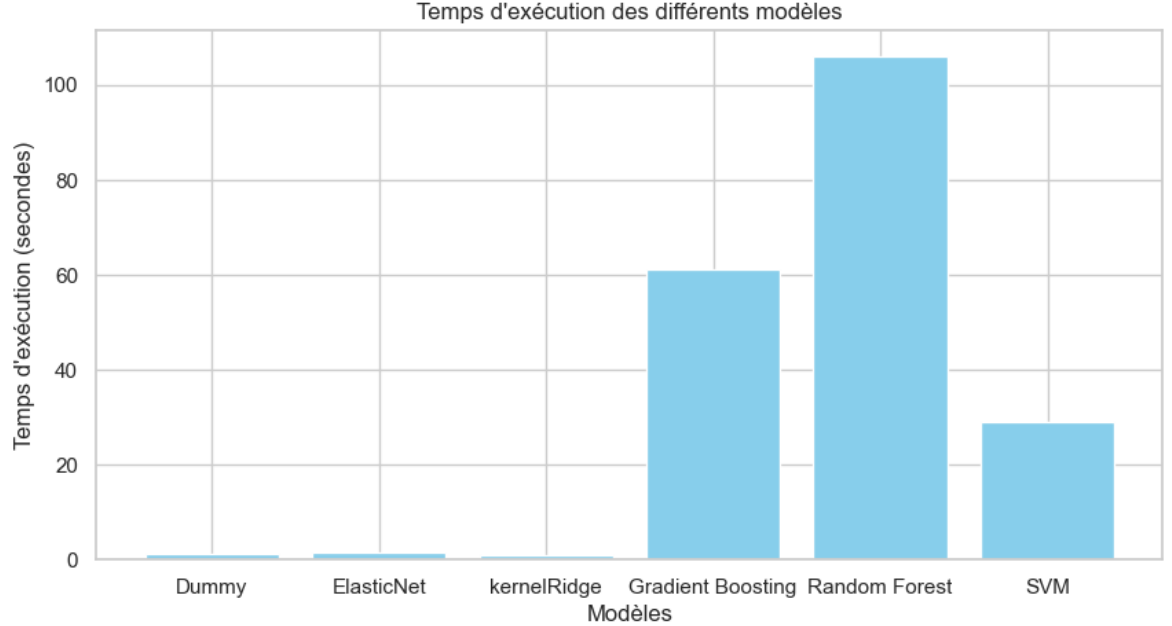 Temps d'exécution des différents modèles
Temps d'exécution (secondes)
100
80
60
40
20
0
Dummy ElasticNet kernelRidge Gradient Boosting Random Forest SVM
Modèles